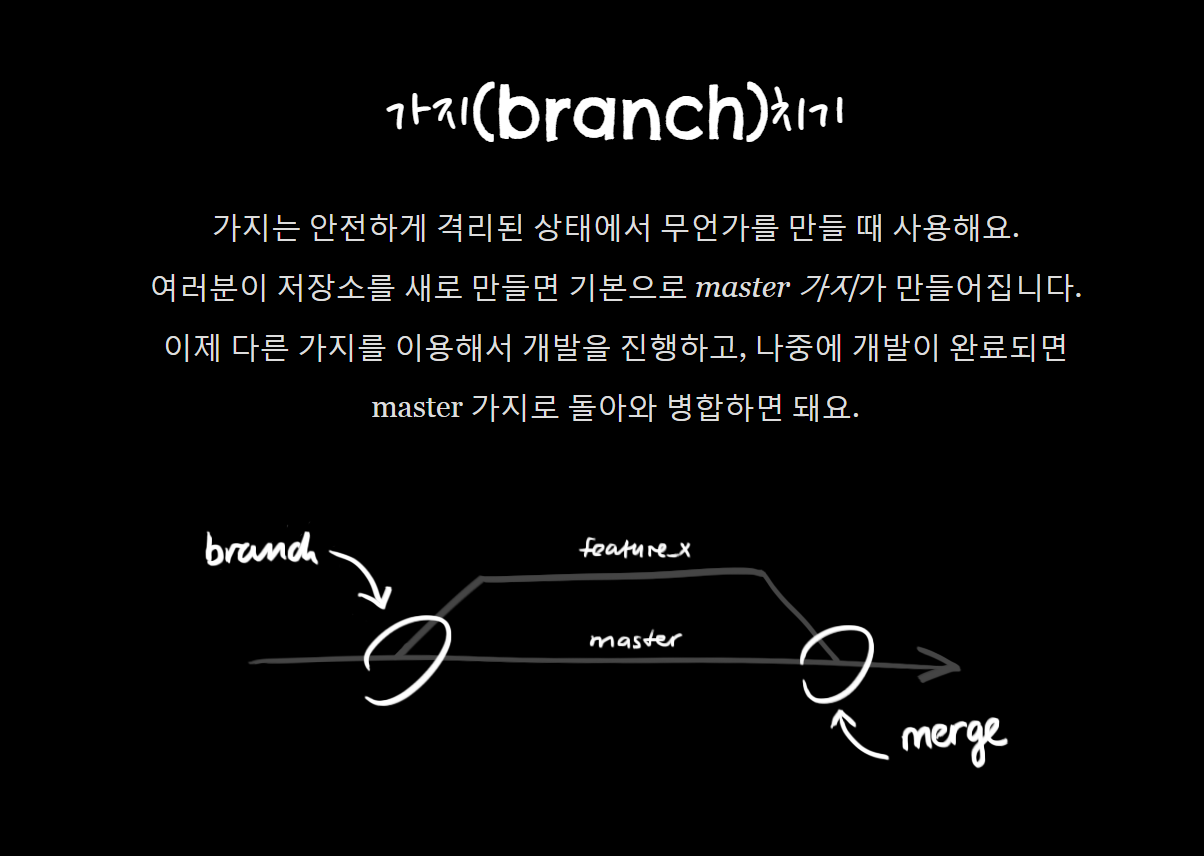 가지(branch)치기
가지는 안전하게 격리된 상태에서 무언가를 만들 때 사용해요.
여러분이 저장소를 새로 만들면 기본으로 master 가지가 만들어집니다.
이제 다른 가지를 이용해서 개발을 진행하고, 나중에 개발이 완료되면
master 가지로 돌아와 병합하면 돼요.
branch
feature_x
master
merge